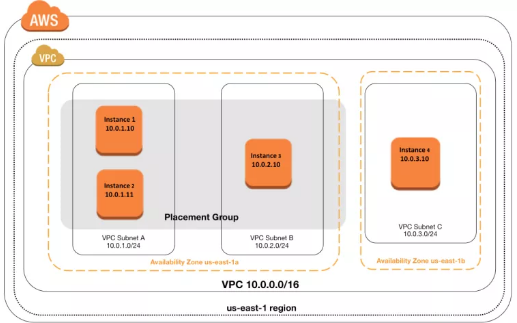 AWS
VPC
Instance 1
10.0.1.10
Instance 2
10.0.1.11
Instance 3
10.0.2.10
Instance 4
10.0.3.10
Placement Group
VPC Subnet A
10.0.1.0/24
VPC Subnet B
10.0.2.0/24
VPC Subnet C
10.0.3.0/24
Availability Zone us-east-1a
Availability Zone us-east-1b
VPC 10.0.0.0/16
us-east-1 region